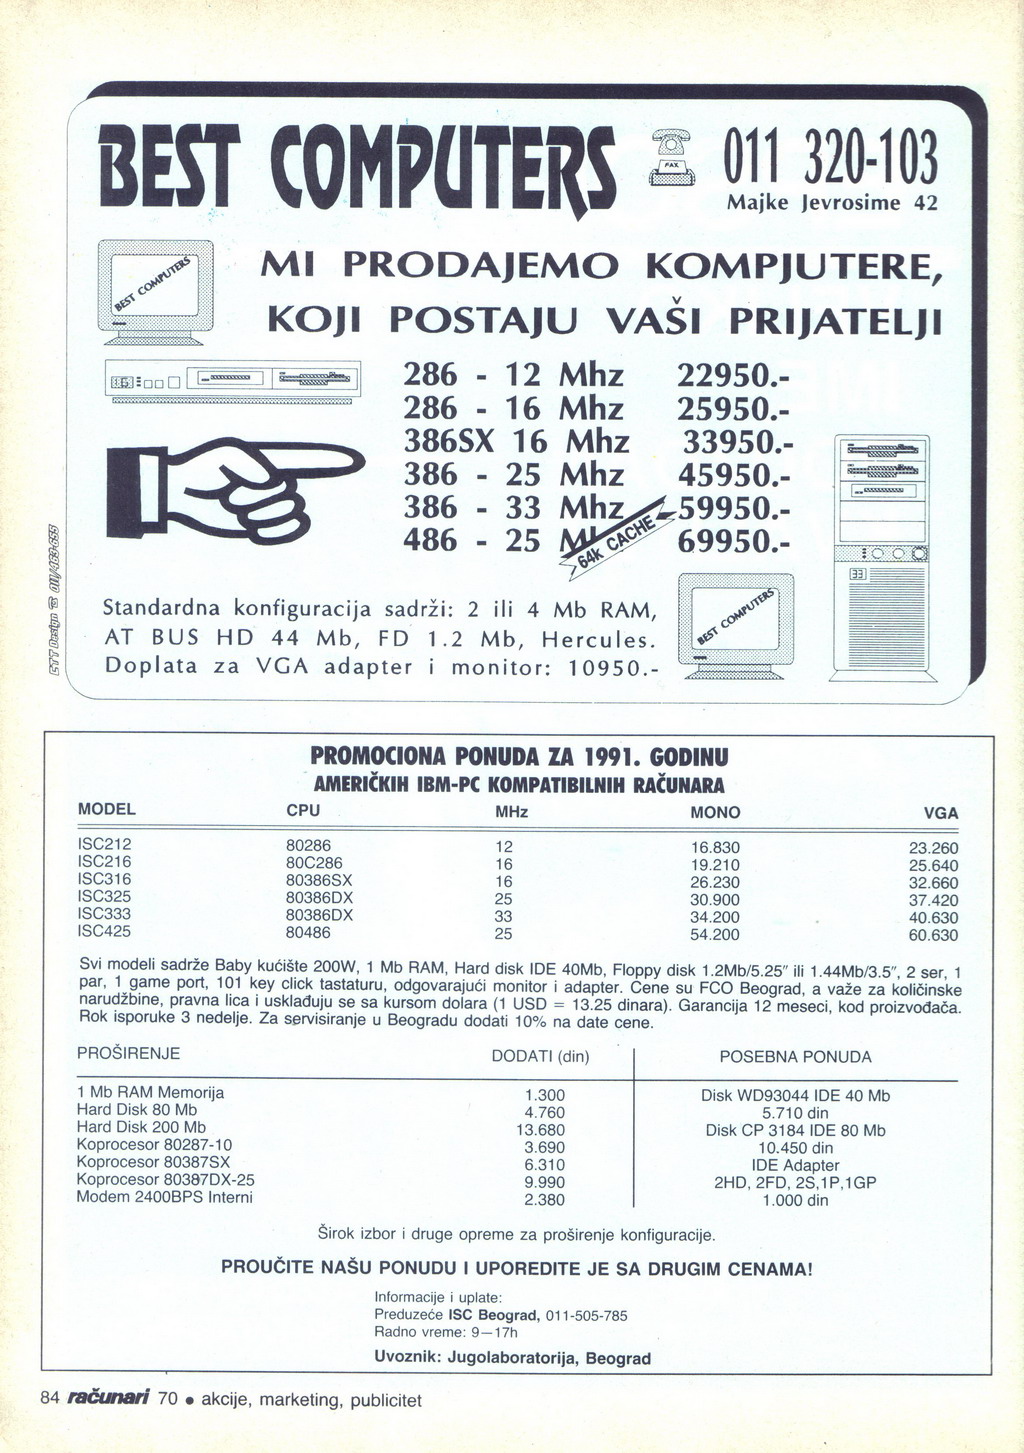 BEST COMPUTERS
FAX
011 320-103
Majke Jevrosime 42
BEST COMPUTERS
MI PRODAJEMO KOMPJUTERE,
KOJI POSTAJU VAŠI PRIJATELJI
286 - 12 Mhz 22950.-
286 - 16 Mhz 25950.-
386SX 16 Mhz 33950.-
386 - 25 Mhz 45950.-
386 - 33 Mhz 59950.-
486 - 25 69950.-
64k CACHE
33
BEST COMPUTERS
Standardna konfiguracija sadrži: 2 ili 4 Mb RAM,
AT BUS HD 44 Mb, FD 1.2 Mb, Hercules.
Doplata za VGA adapter i monitor: 10950.-
ETT Design ☎ 011/463-655
PROMOCIONA PONUDA ZA 1991. GODINU
AMERIČKIH IBM-PC KOMPATIBILNIH RAČUNARA
MODEL CPU MHz MONO VGA
ISC212 80286 12 16.830 23.260
ISC216 80C286 16 19.210 25.640
ISC316 80386SX 16 26.230 32.660
ISC325 80386DX 25 30.900 37.420
ISC333 80386DX 33 34.200 40.630
ISC425 80486 25 54.200 60.630
Svi modeli sadrže Baby kućište 200W, 1 Mb RAM, Hard disk IDE 40Mb, Floppy disk 1.2Mb/5.25" ili 1.44Mb/3.5", 2 ser, 1
par, 1 game port, 101 key click tastaturu, odgovarajući monitor i adapter. Cene su FCO Beograd, a važe za količinske
narudžbine, pravna lica i usklađuju se sa kursom dolara (1 USD = 13.25 dinara). Garancija 12 meseci, kod proizvođača.
Rok isporuke 3 nedelje. Za servisiranje u Beogradu dodati 10% na date cene.
PROŠIRENJE DODATI (din) POSEBNA PONUDA
1 Mb RAM Memorija 1.300 Disk WD93044 IDE 40 Mb
Hard Disk 80 Mb 4.760 5.710 din
Hard Disk 200 Mb 13.680 Disk CP 3184 IDE 80 Mb
Koprocesor 80287-10 3.690 10.450 din
Koprocesor 80387SX 6.310 IDE Adapter
Koprocesor 80387DX-25 9.990 2HD, 2FD, 2S,1P,1GP
Modem 2400BPS Interni 2.380 1.000 din
Širok izbor i druge opreme za proširenje konfiguracije.
PROUČITE NAŠU PONUDU I UPOREDITE JE SA DRUGIM CENAMA!
Informacije i uplate:
Preduzeće ISC Beograd, 011-505-785
Radno vreme: 9—17h
Uvoznik: Jugolaboratorija, Beograd
84 računari 70 • akcije, marketing, publicitet